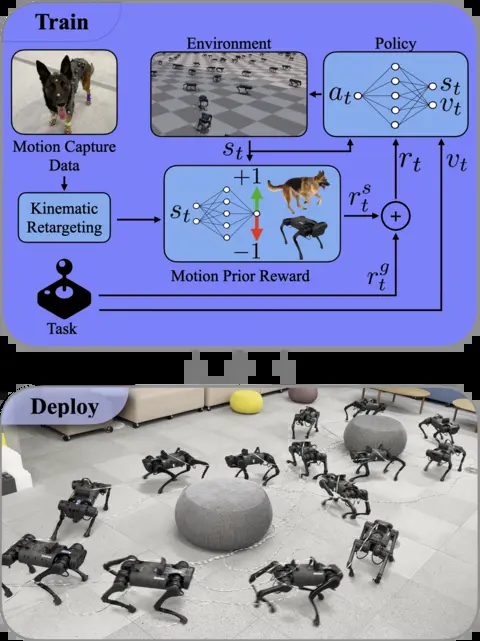 Train
Environment
Policy
a_t
s_t
v_t
Motion Capture
Data
s_t
r_t
v_t
Kinematic
Retargeting
s_t
+1
−1
r_t^s
+
Motion Prior Reward
r_t^g
Task
Deploy